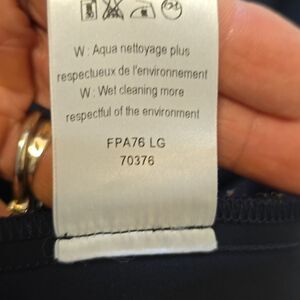 W : Aqua nettoyage plus
respectueux de l'environnement
W : Wet cleaning more
respectful of the environment
FPA76 LG
70376